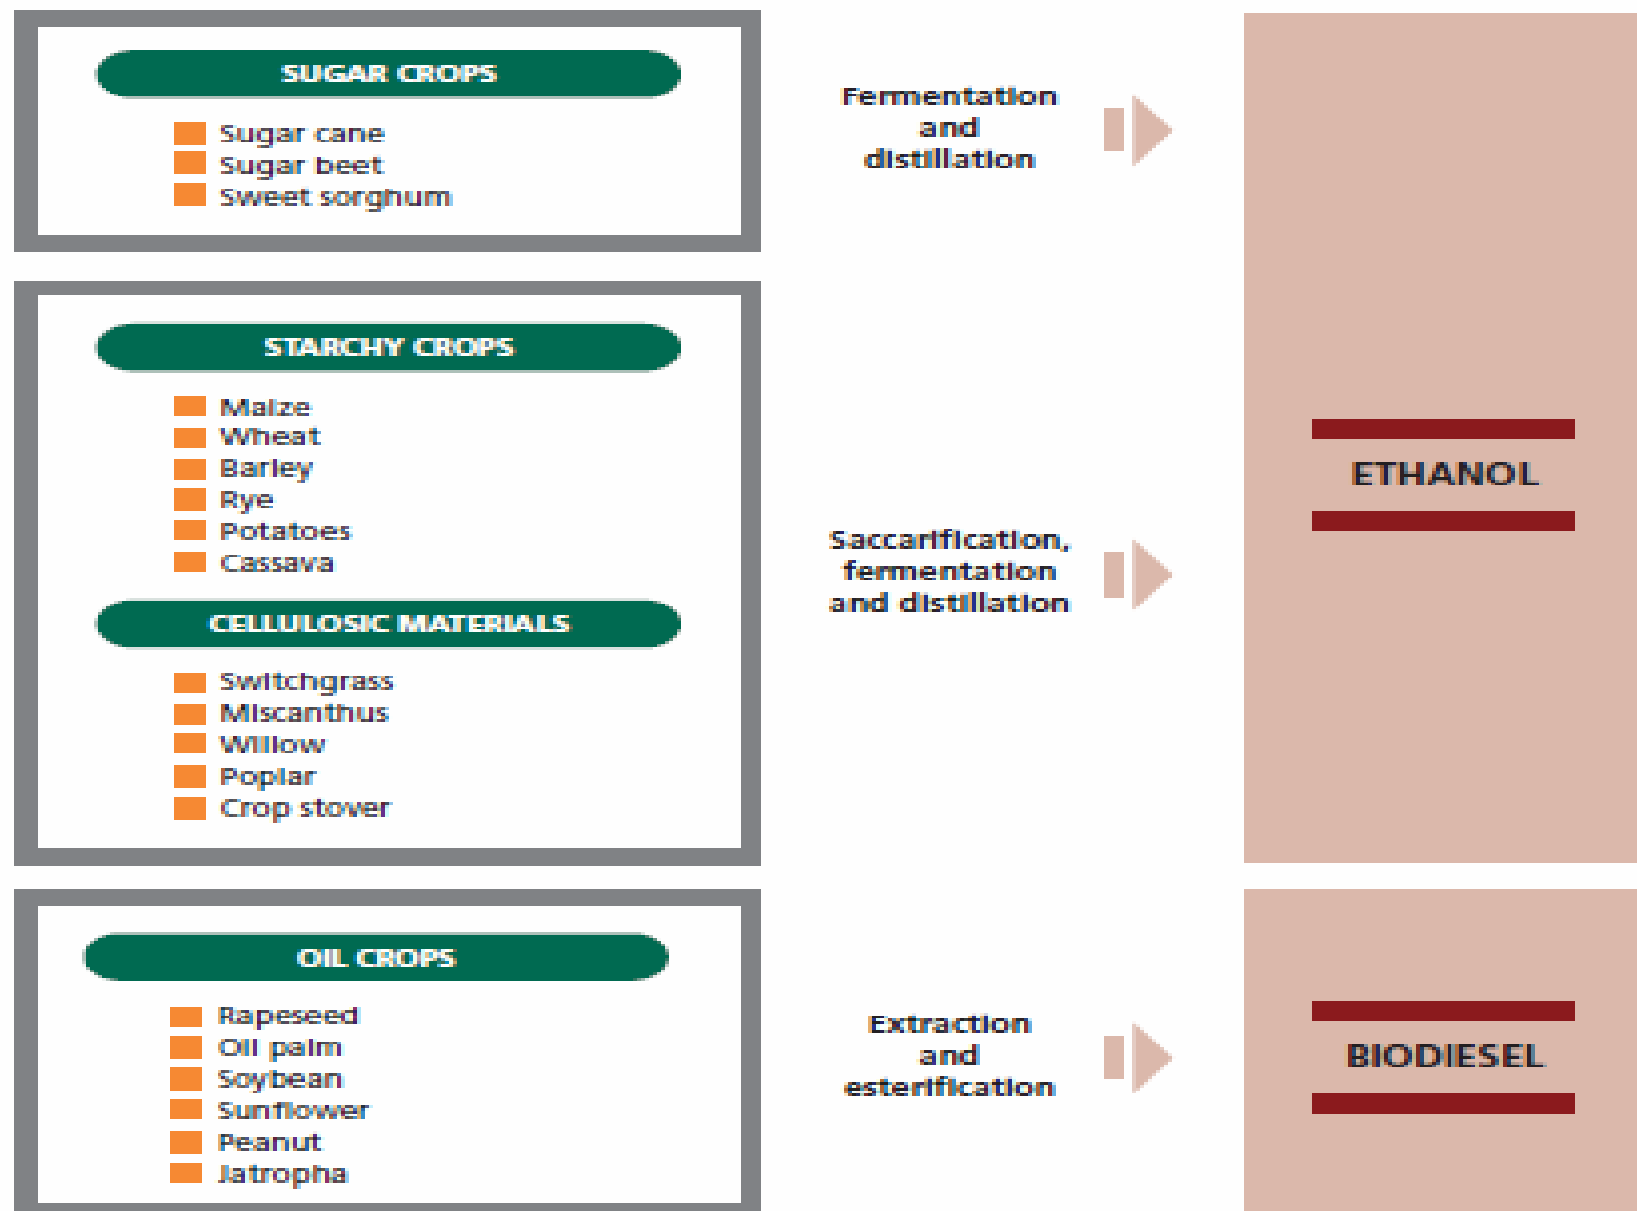 SUGAR CROPS
Sugar cane
Sugar beet
Sweet sorghum
Fermentation
and
distillation
STARCHY CROPS
Maize
Wheat
Barley
Rye
Potatoes
Cassava
CELLULOSIC MATERIALS
Switchgrass
Miscanthus
Willow
Poplar
Crop stover
Saccarification,
fermentation
and distillation
ETHANOL
OIL CROPS
Rapeseed
Oil palm
Soybean
Sunflower
Peanut
Jatropha
Extraction
and
esterification
BIODIESEL